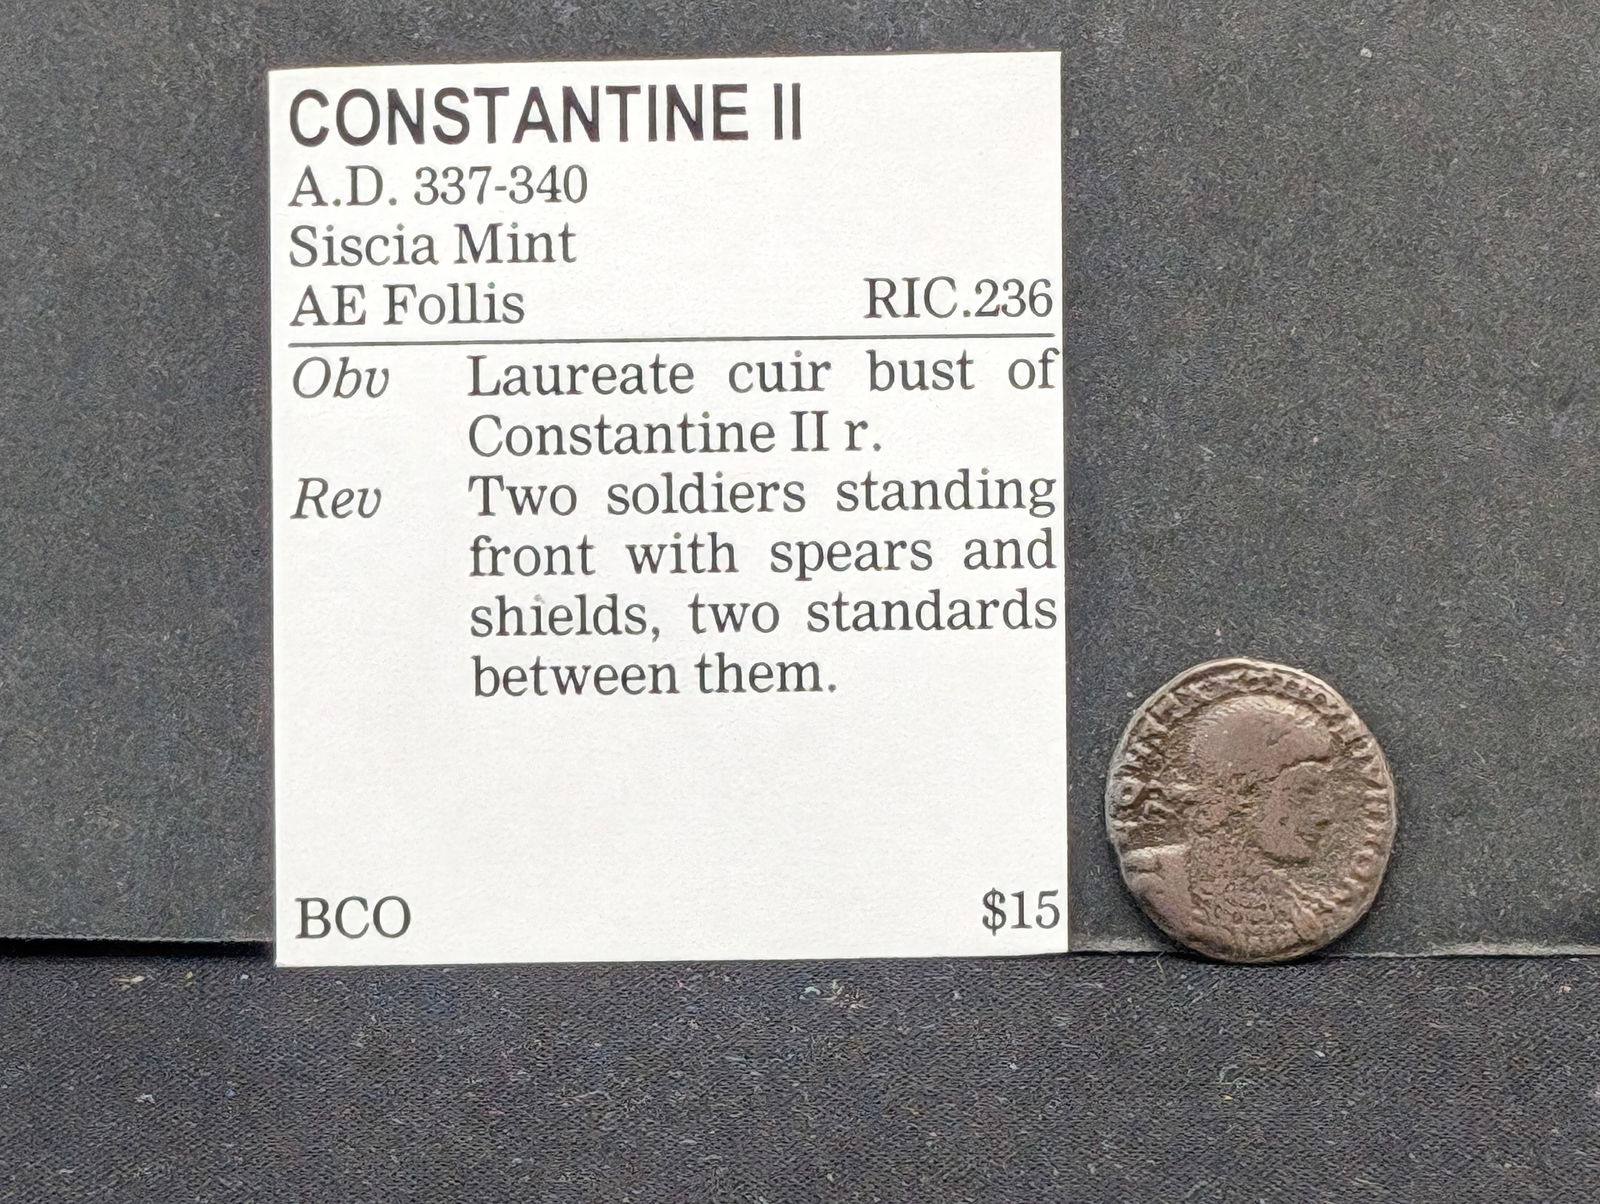 CONSTANTINE II
A.D. 337-340
Siscia Mint
AE Follis RIC.236
Obv Laureate cuir bust of
Constantine II r.
Rev Two soldiers standing
front with spears and
shields, two standards
between them.
BCO $15